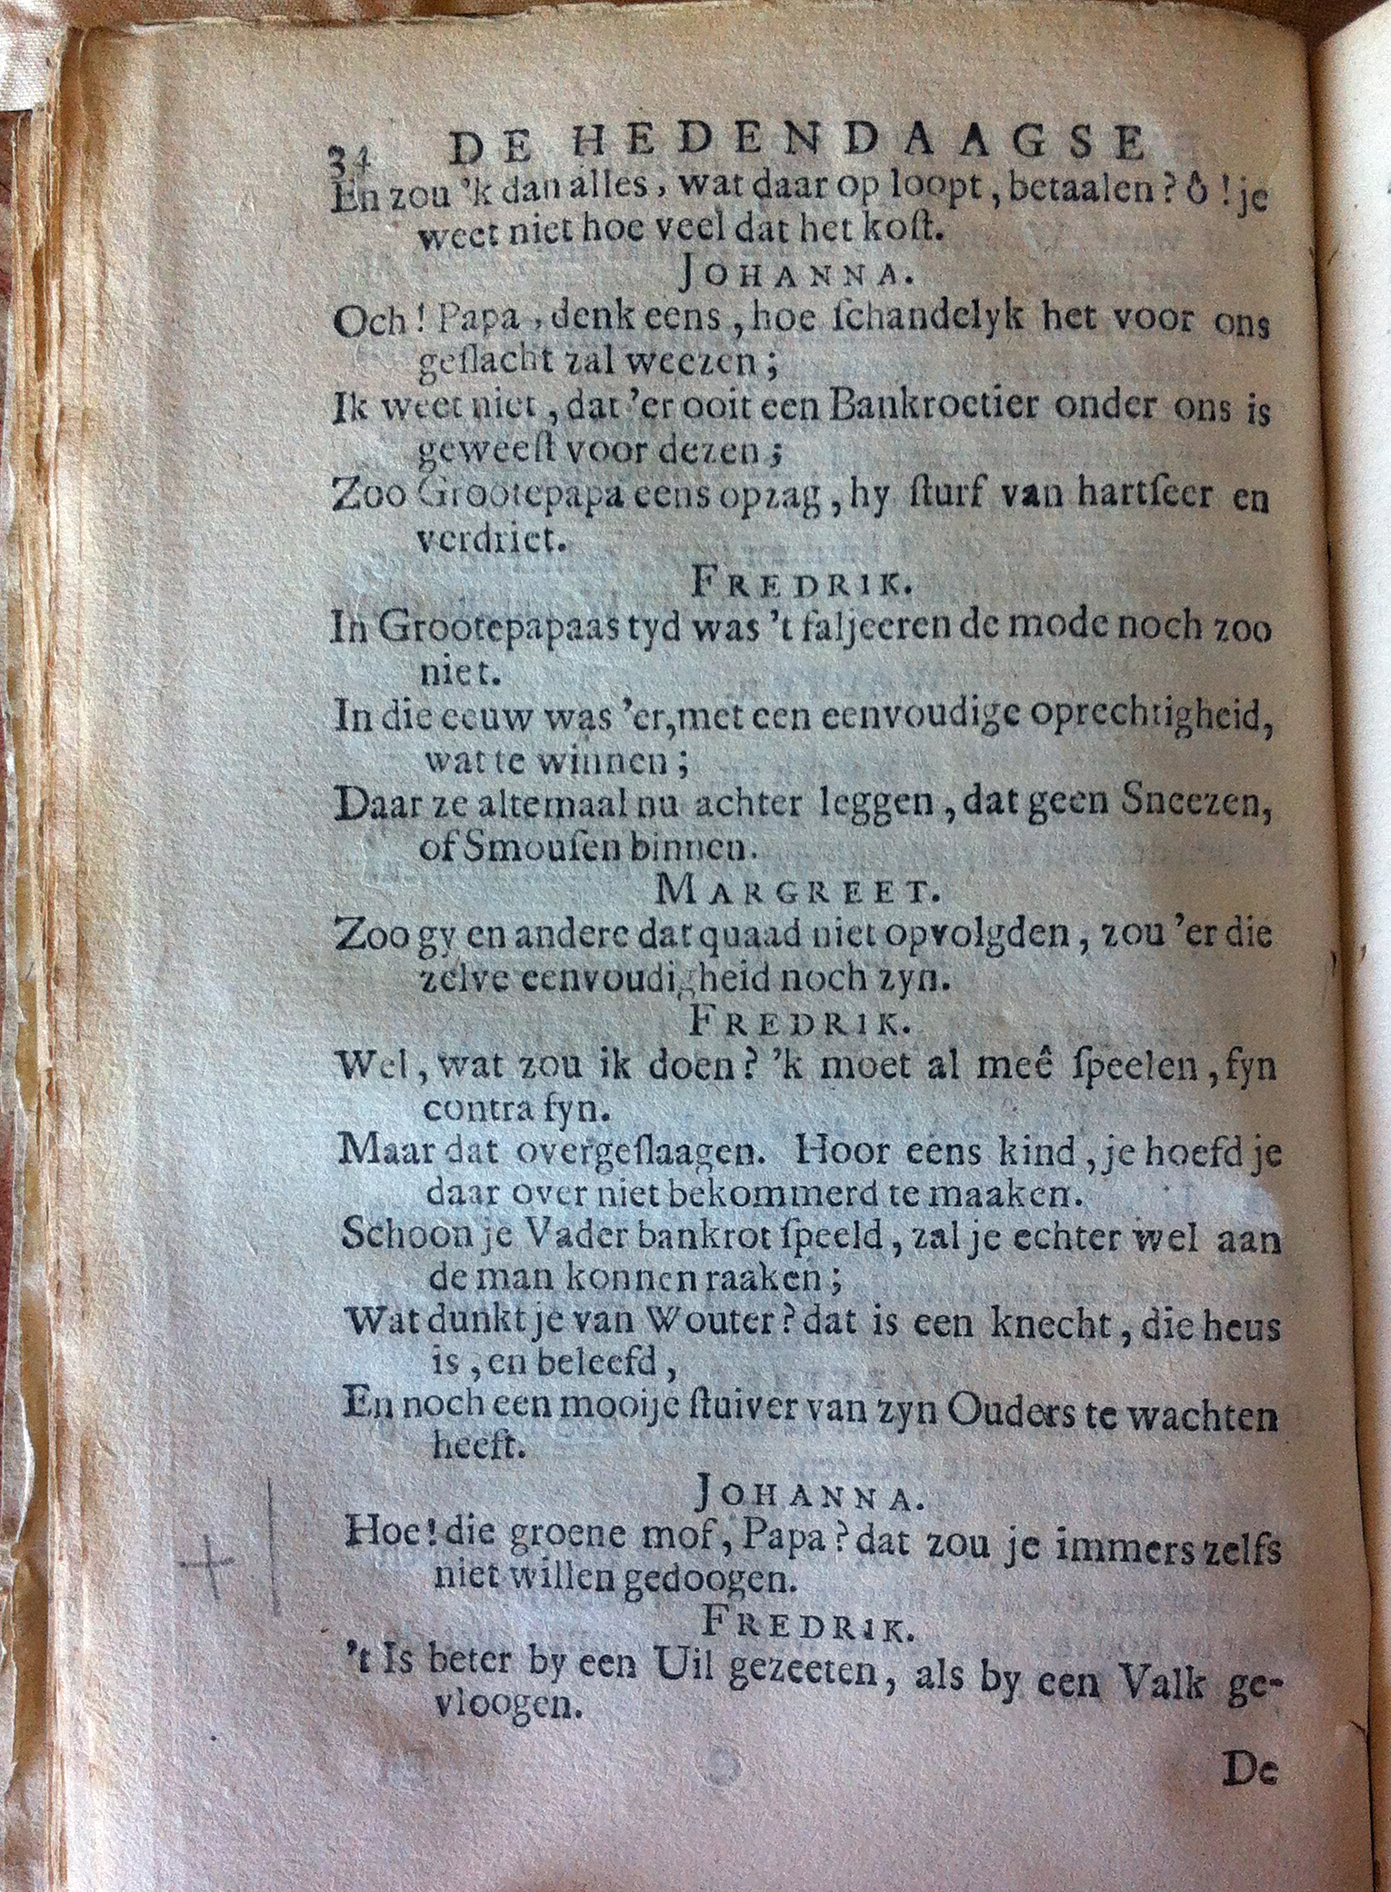 34 DE HEDENDAAGSE
En zou 'k dan alles, wat daar op loopt, betaalen? ô! je
weet niet hoe veel dat het koſt.
JOHANNA.
Och! Papa, denk eens, hoe ſchandelyk het voor ons
geſlacht zal weezen;
Ik weet niet, dat 'er ooit een Bankroetier onder ons is
geweeſt voor dezen;
Zoo Grootepapa eens opzag, hy ſturf van hartſeer en
verdriet.
FREDRIK.
In Grootepapaas tyd was 't faljeeren de mode noch zoo
niet.
In die eeuw was 'er, met een eenvoudige oprechtigheid,
wat te winnen;
Daar ze altemaal nu achter leggen, dat geen Sneezen,
of Smouſen binnen.
MARGREET.
Zoo gy en andere dat quaad niet opvolgden, zou 'er die
zelve eenvoudigheid noch zyn.
FREDRIK.
Wel, wat zou ik doen? 'k moet al meê ſpeelen, fyn
contra fyn.
Maar dat overgeſlaagen. Hoor eens kind, je hoefd je
daar over niet bekommerd te maaken.
Schoon je Vader bankrot ſpeeld, zal je echter wel aan
de man konnen raaken;
Wat dunkt je van Wouter? dat is een knecht, die heus
is, en beleefd,
En noch een mooije ſtuiver van zyn Ouders te wachten
heeft.
JOHANNA.
Hoe! die groene mof, Papa? dat zou je immers zelfs
niet willen gedoogen.
FREDRIK.
't Is beter by een Uil gezeeten, als by een Valk ge-
vloogen.
De